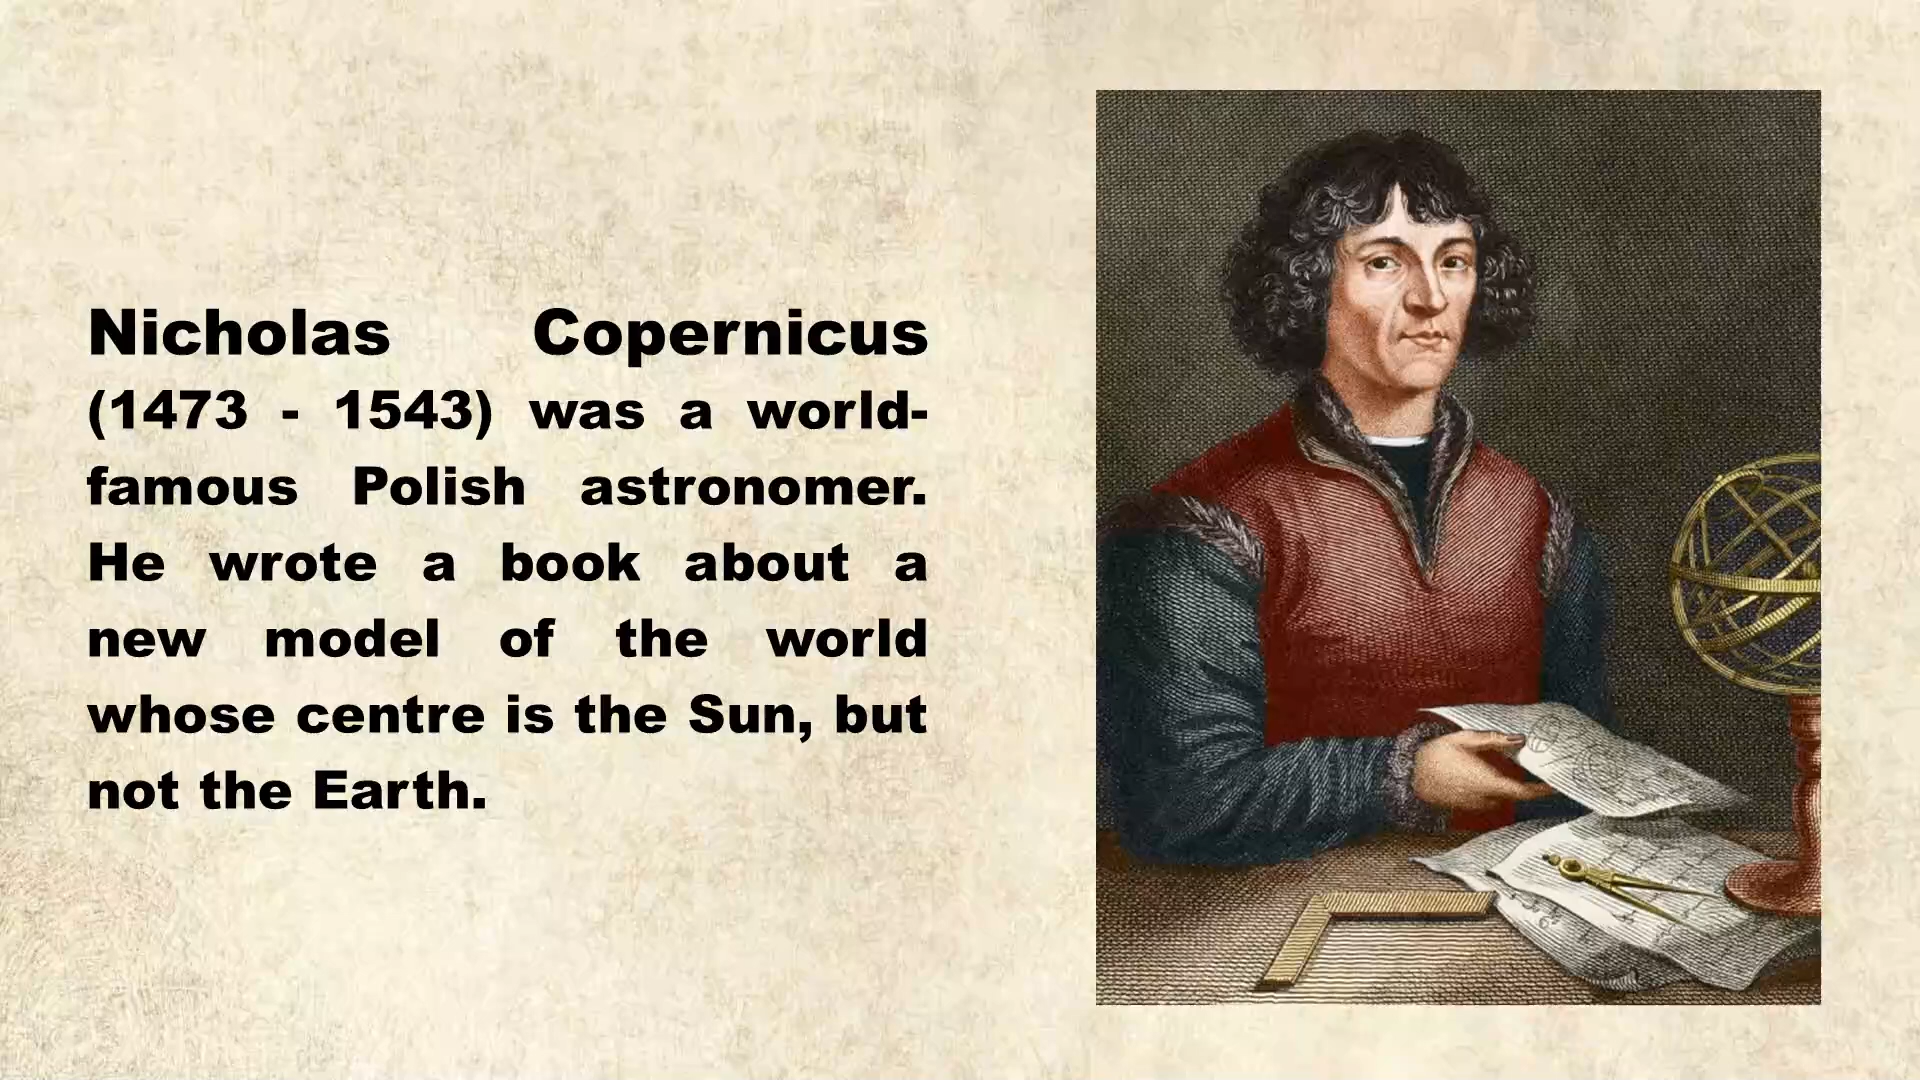 Nicholas Copernicus
(1473 - 1543) was a world-
famous Polish astronomer.
He wrote a book about a
new model of the world
whose centre is the Sun, but
not the Earth.